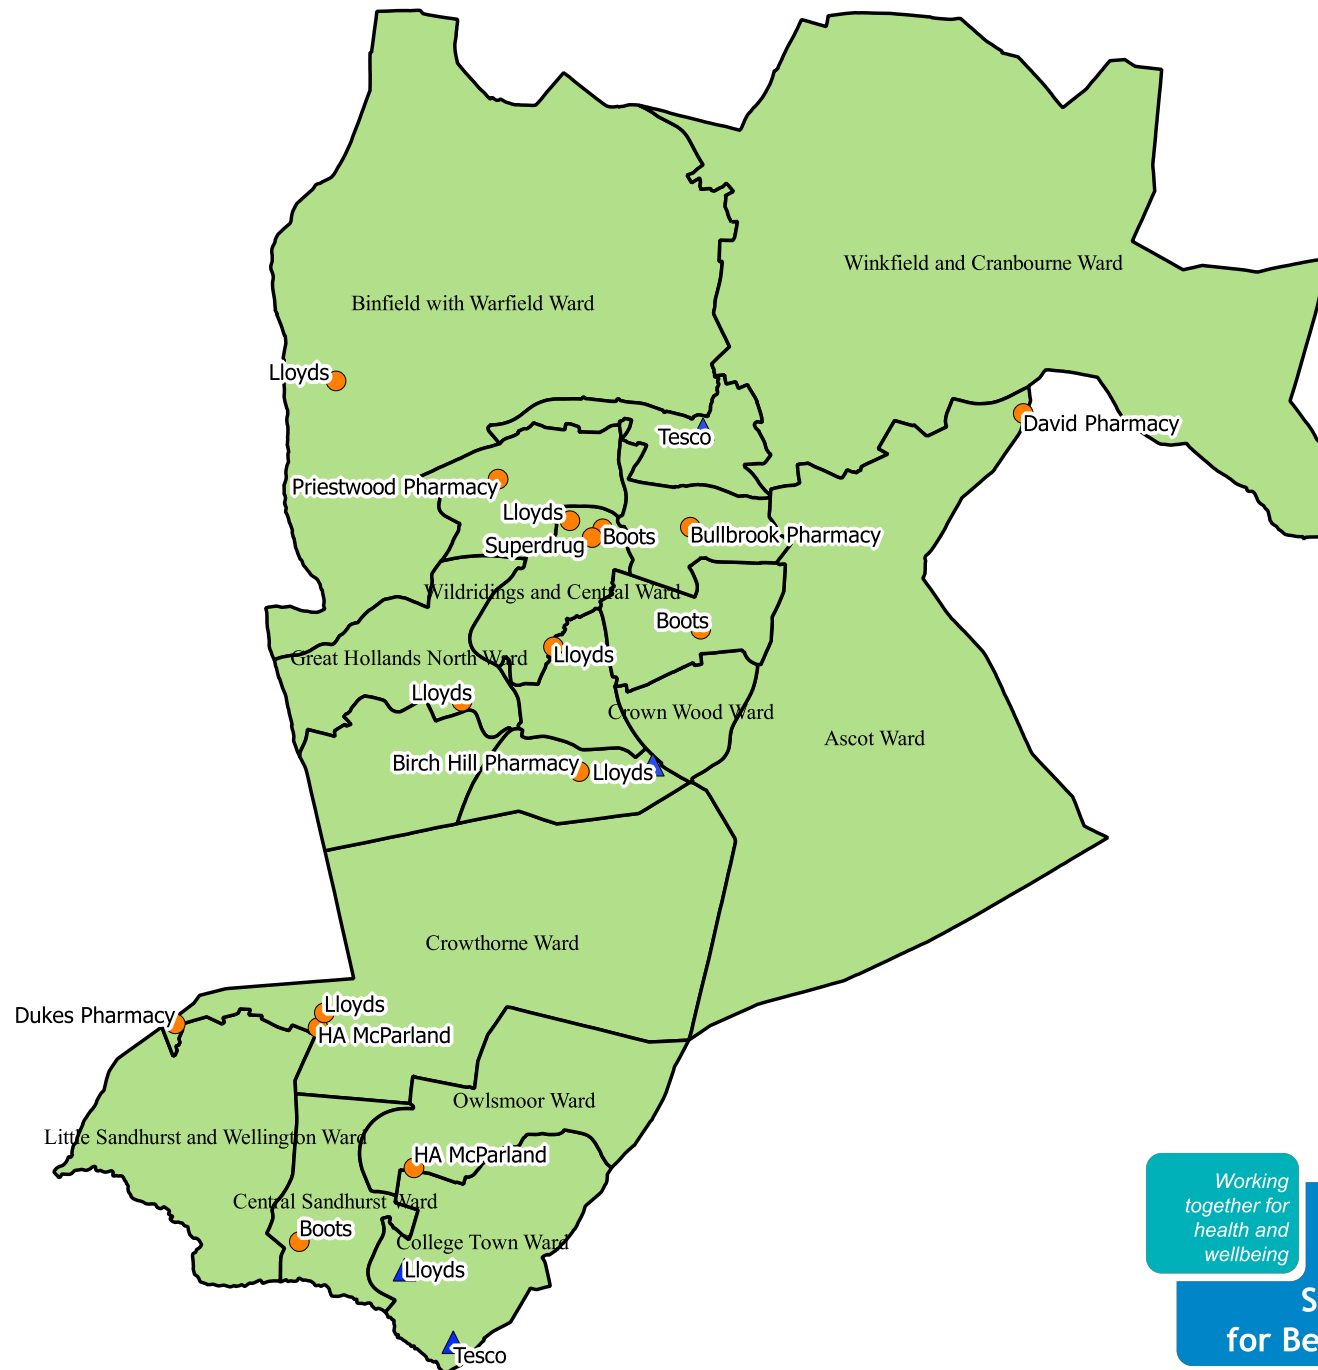 Winkfield and Cranbourne Ward
Binfield with Warfield Ward
Lloyds
David Pharmacy
Tesco
Priestwood Pharmacy
Lloyds
Superdrug
Boots
Bullbrook Pharmacy
Wildridings and Central Ward
Boots
Lloyds
Great Hollands North Ward
Lloyds
Crown Wood Ward
Ascot Ward
Birch Hill Pharmacy
Lloyds
Crowthorne Ward
Lloyds
Dukes Pharmacy
HA McParland
Owlsmoor Ward
Little Sandhurst and Wellington Ward
HA McParland
Central Sandhurst Ward
Boots
College Town Ward
Lloyds
Tesco
Working
together for
health and
wellbeing
S
for Be